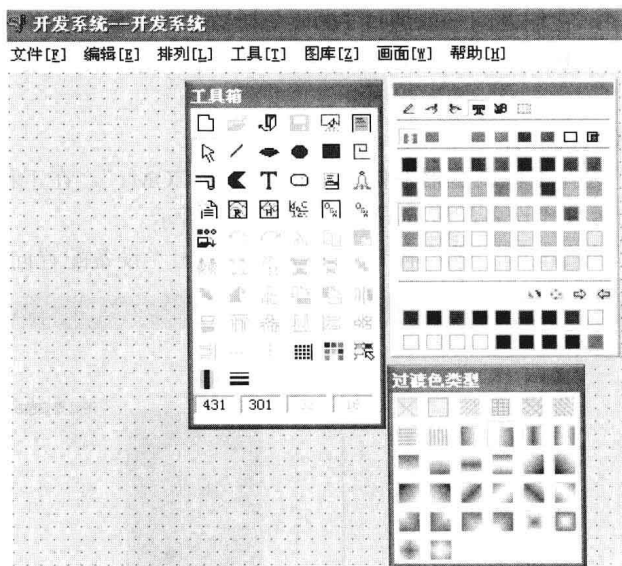 开发系统--开发系统
文件[F] 编辑[E] 排列[L] 工具[T] 图库[Z] 画面[W] 帮助[H]
工具箱
T
431 301
过渡色类型